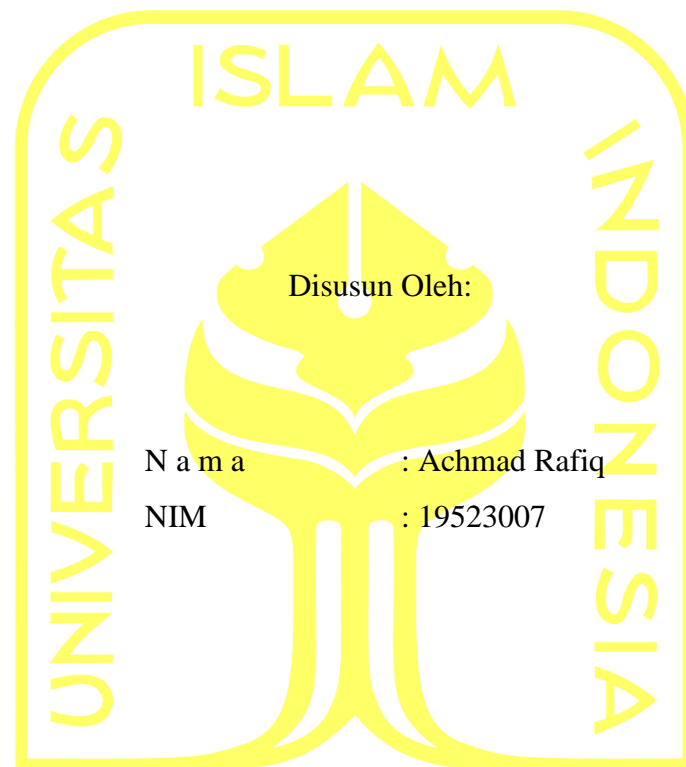 ISLAM
UNIVERSITAS
INDONESIA
Disusun Oleh:
N a m a : Achmad Rafiq
NIM : 19523007